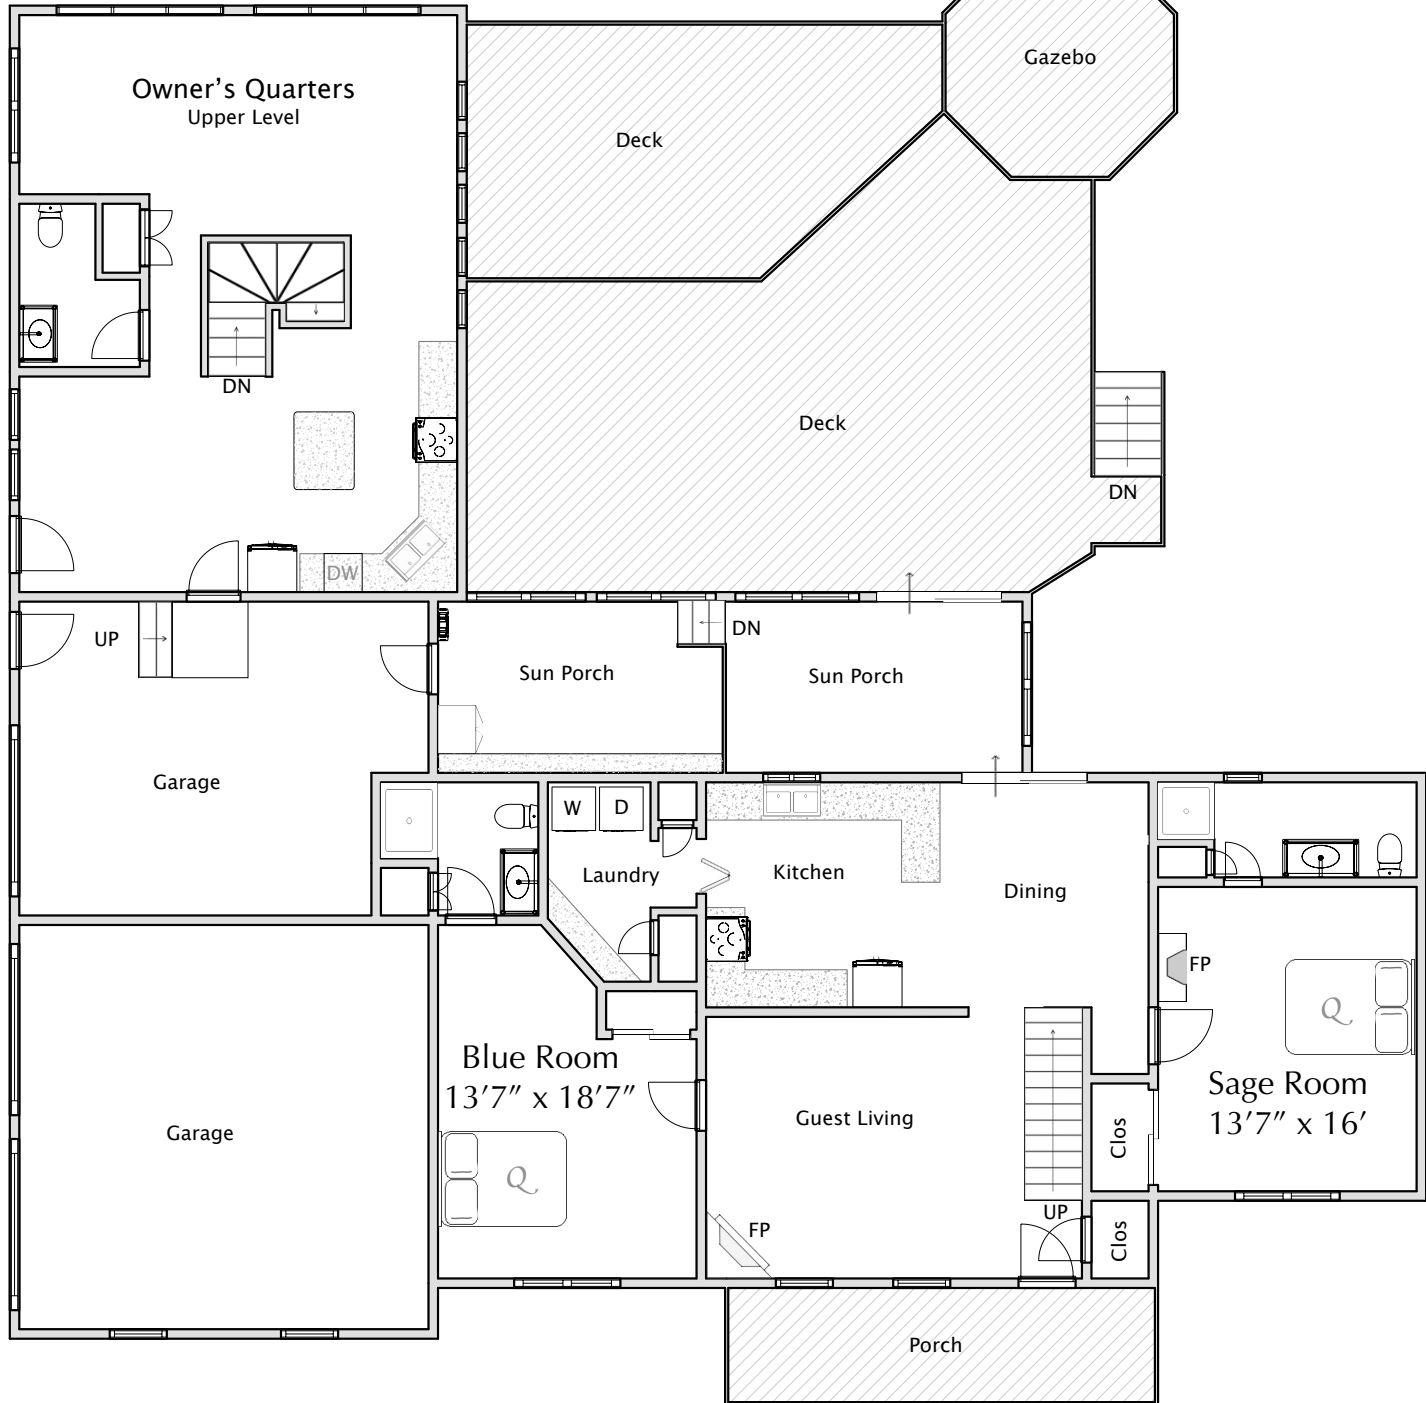 Gazebo
Owner's Quarters
Upper Level
Deck
DN
Deck
DN
DW
UP
DN
Sun Porch
Sun Porch
Garage
W
D
Laundry
Kitchen
Dining
FP
Q
Blue Room
13'7" x 18'7"
Sage Room
13'7" x 16'
Guest Living
Garage
Clos
Q
UP
FP
Clos
Porch